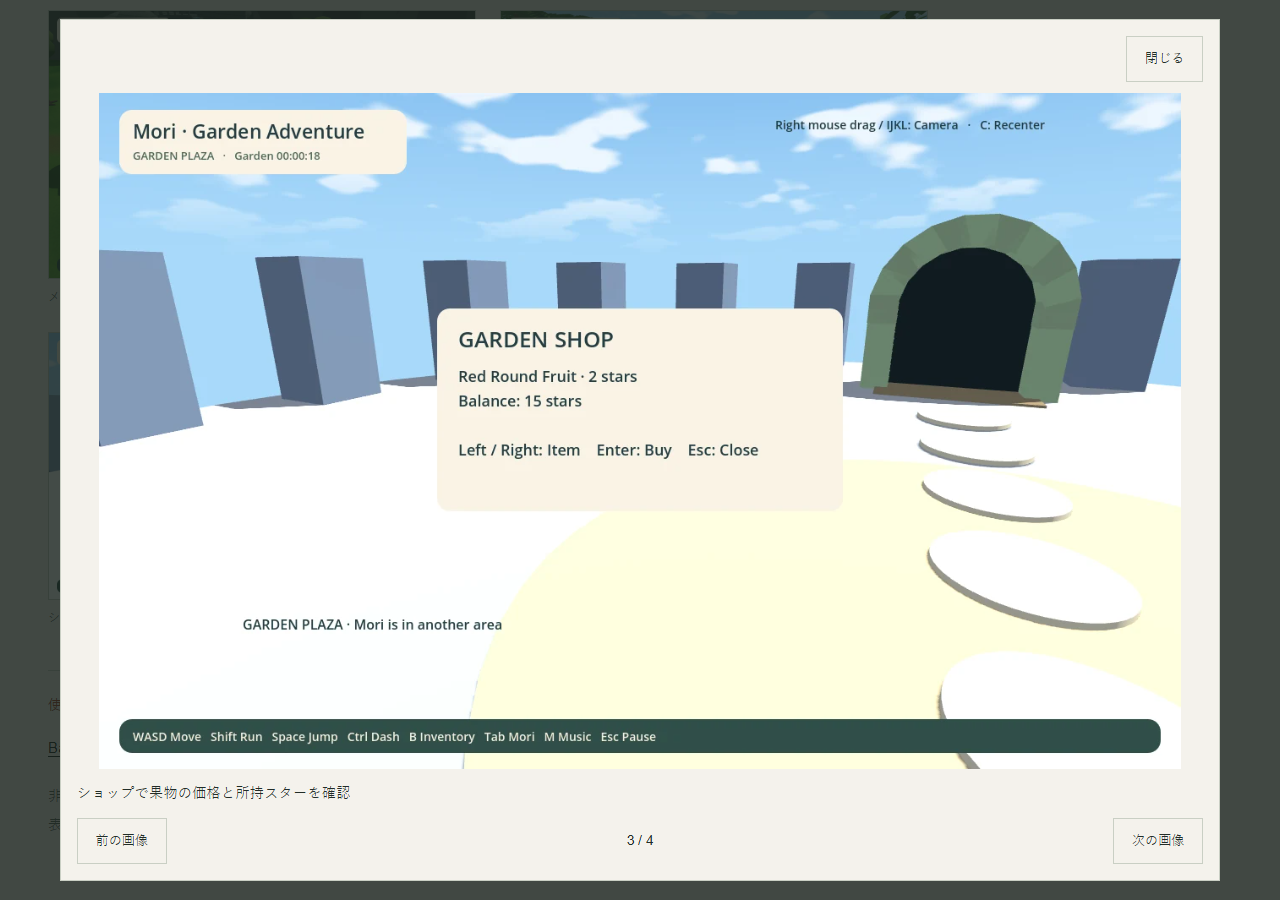 閉じる
Mori · Garden Adventure
GARDEN PLAZA · Garden 00:00:18
Right mouse drag / IJKL: Camera · C: Recenter
GARDEN SHOP
Red Round Fruit · 2 stars
Balance: 15 stars
Left / Right: Item Enter: Buy Esc: Close
GARDEN PLAZA · Mori is in another area
WASD Move Shift Run Space Jump Ctrl Dash B Inventory Tab Mori M Music Esc Pause
ショップで果物の価格と所持スターを確認
前の画像
3 / 4
次の画像